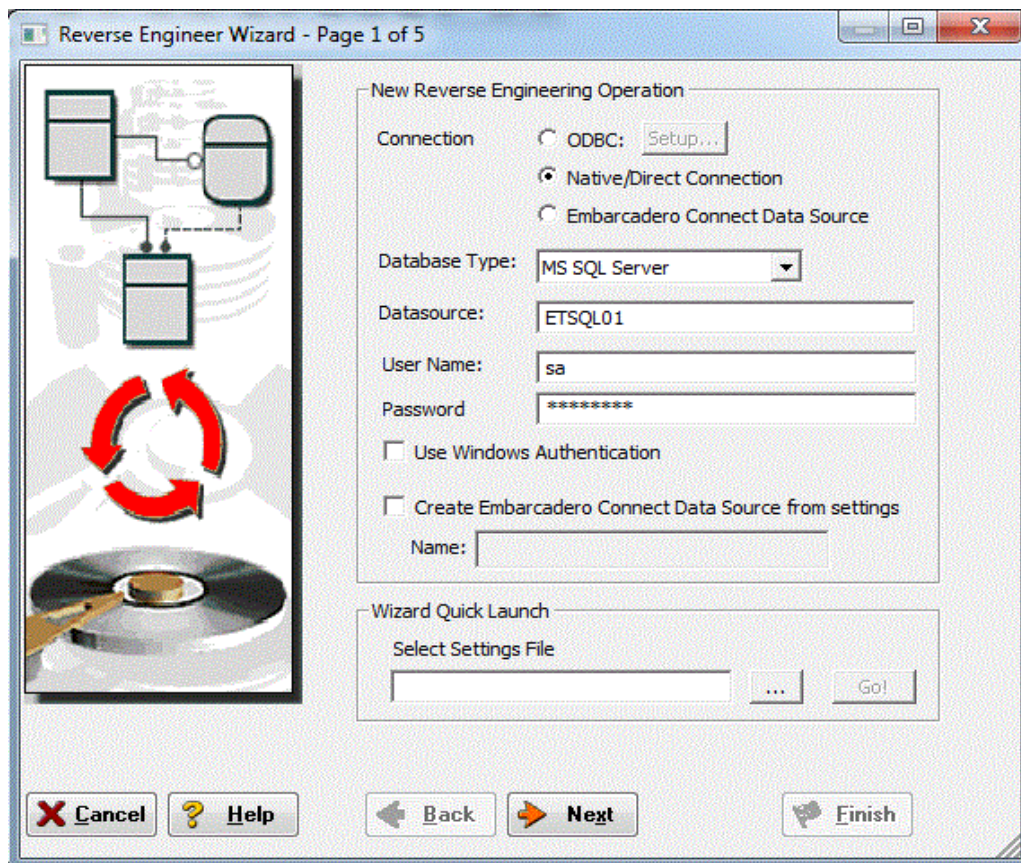 Reverse Engineer Wizard - Page 1 of 5
New Reverse Engineering Operation
Connection
ODBC: Setup...
Native/Direct Connection
Embarcadero Connect Data Source
Database Type: MS SQL Server
Datasource: ETSQL01
User Name: sa
Password ********
Use Windows Authentication
Create Embarcadero Connect Data Source from settings
Name:
Wizard Quick Launch
Select Settings File
... Go!
Cancel Help Back Next Finish